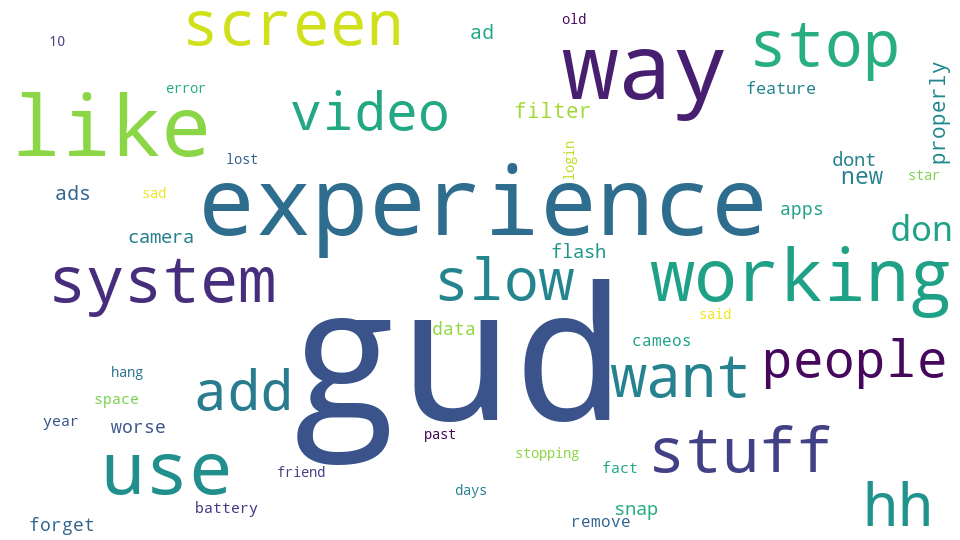 old
screen
10
ad
way
stop
error
like
video
filter
feature
properly
lost
login
dont
new
star
ads
sad
experience
apps
camera
flash
don
system
slow
working
said
gud
data
cameos
people
hang
space
add
want
year
worse
past
use
friend
stopping
fact
stuff
battery
days
snap
hh
forget
remove